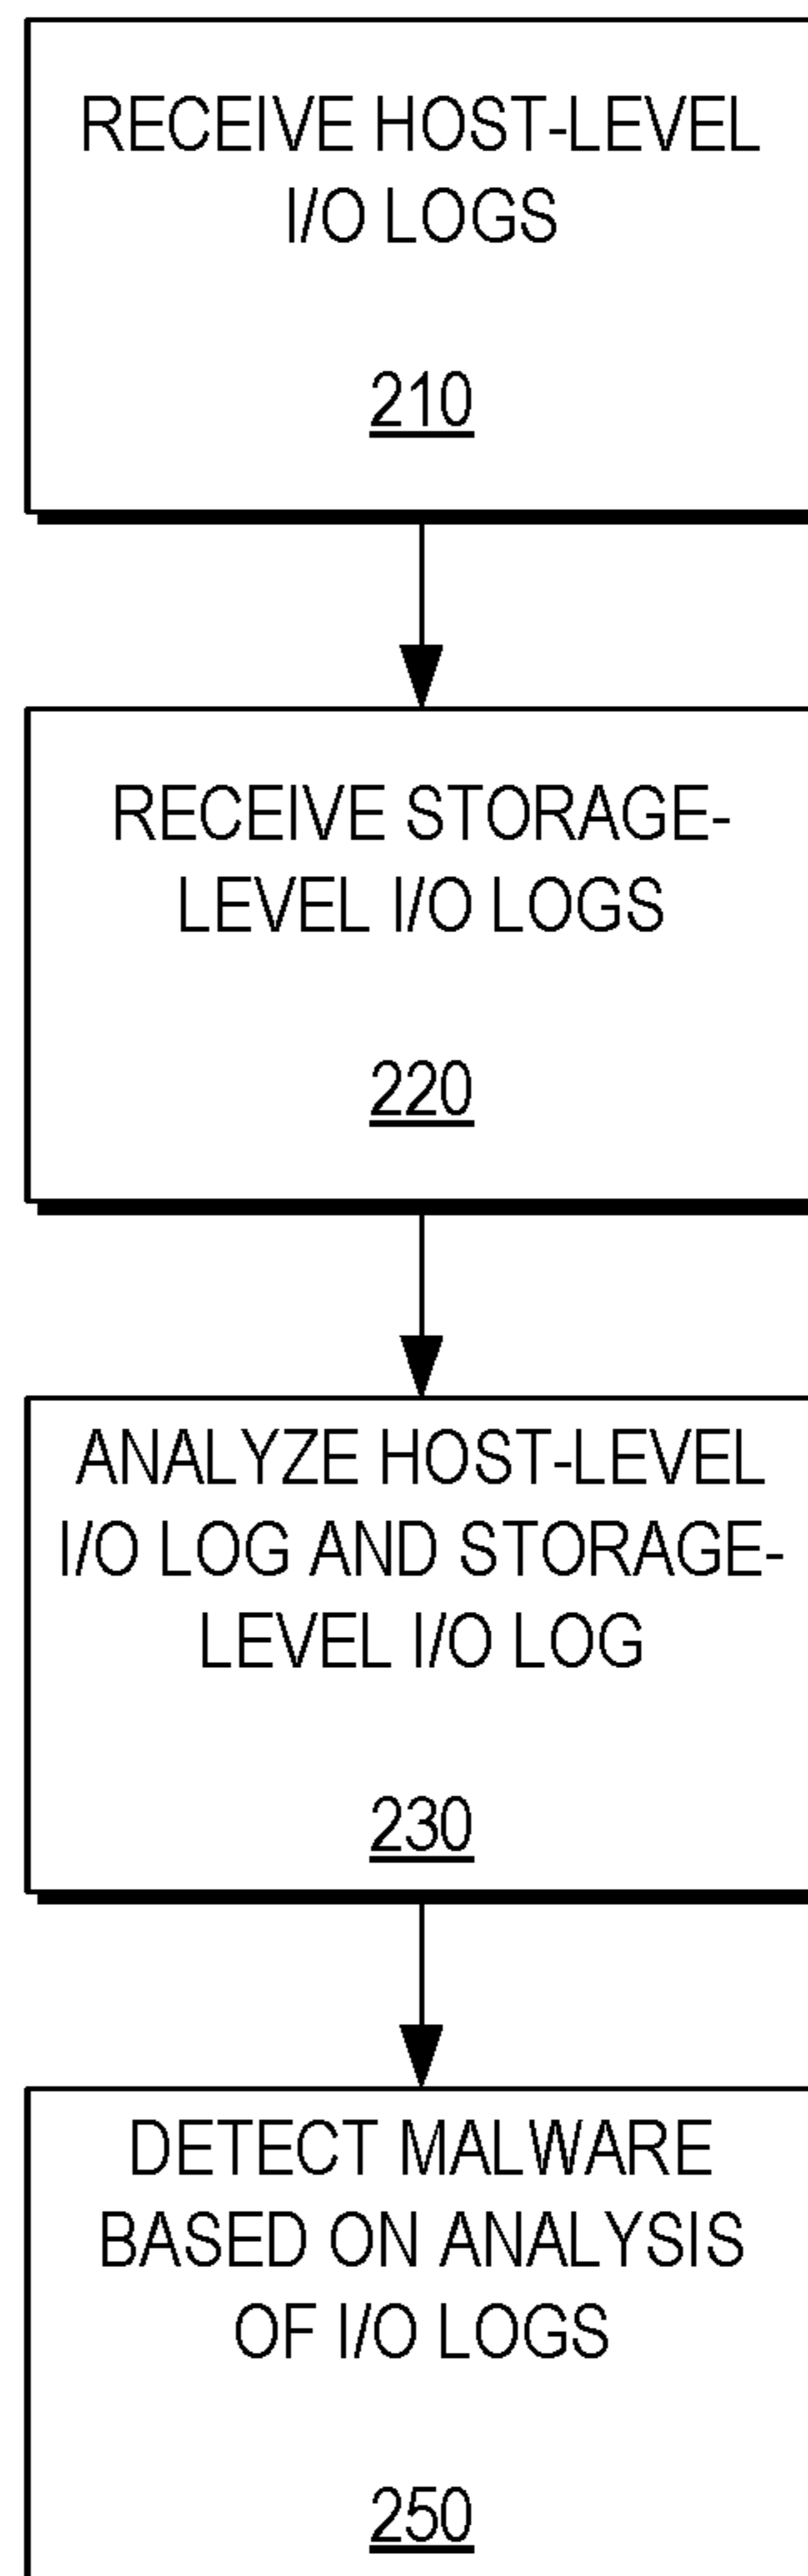 RECEIVE HOST-LEVEL
I/O LOGS
210
RECEIVE STORAGE-
LEVEL I/O LOGS
220
ANALYZE HOST-LEVEL
I/O LOG AND STORAGE-
LEVEL I/O LOG
230
DETECT MALWARE
BASED ON ANALYSIS
OF I/O LOGS
250